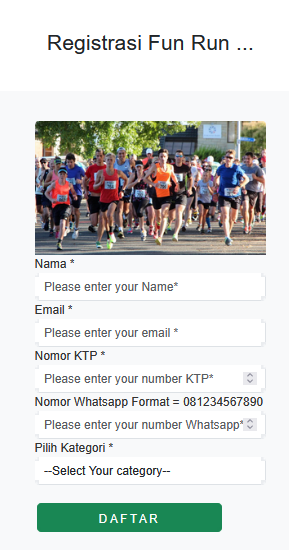 Registrasi Fun Run ...
Nama *
Please enter your Name*
Email *
Please enter your email *
Nomor KTP *
Please enter your number KTP*
Nomor Whatsapp Format = 081234567890
Please enter your number Whatsapp*
Pilih Kategori *
--Select Your category--
DAFTAR